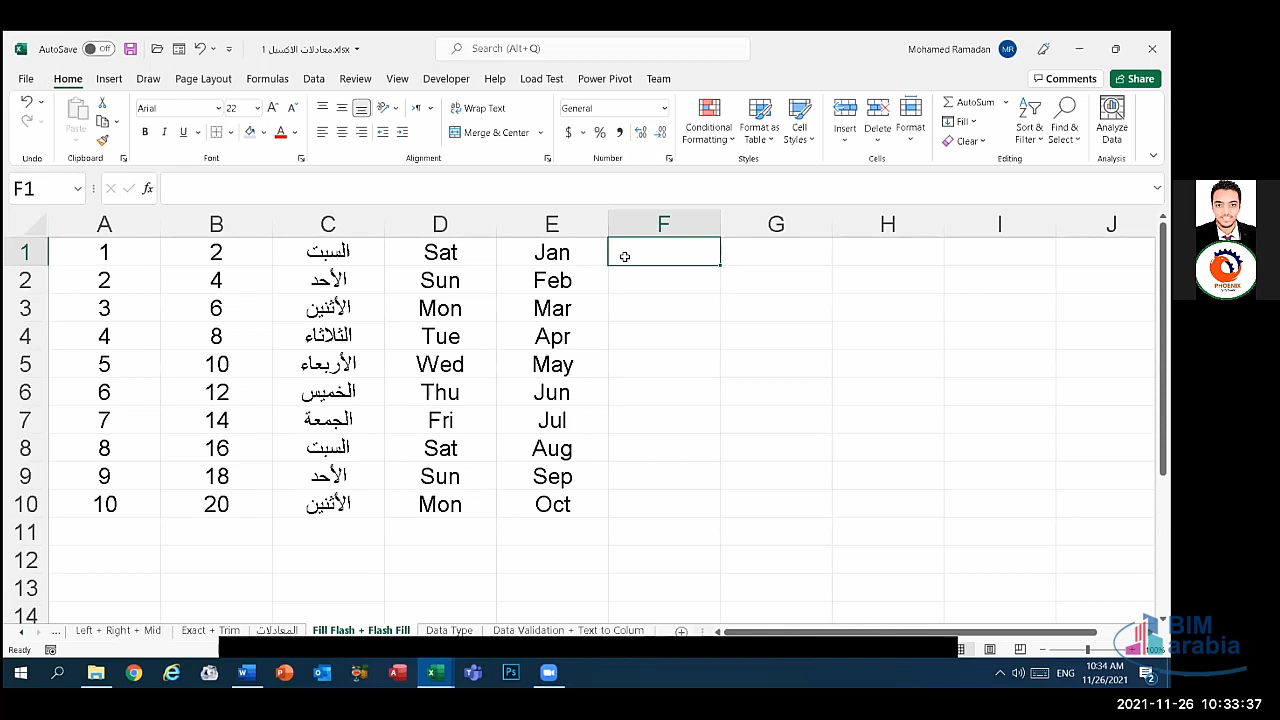 AutoSave Off معادلات الاكسيل 1.xlsx Search (Alt+Q) Mohamed Ramadan MR
File Home Insert Draw Page Layout Formulas Data Review View Developer Help Load Test Power Pivot Team Comments Share
Arial 22 Wrap Text General AutoSum
Paste B I U Merge & Center $ % Conditional Formatting Format as Table Cell Styles Insert Delete Format Fill Sort & Filter Find & Select Analyze Data
Clear
Undo Clipboard Font Alignment Number Styles Cells Editing Analysis
F1 fx
A B C D E F G H I J
1 1 2 السبت Sat Jan
2 2 4 الأحد Sun Feb
3 3 6 الأثنين Mon Mar
4 4 8 الثلاثاء Tue Apr
5 5 10 الأربعاء Wed May
6 6 12 الخميس Thu Jun
7 7 14 الجمعة Fri Jul
8 8 16 السبت Sat Aug
9 9 18 الأحد Sun Sep
10 10 20 الأثنين Mon Oct
11
12
13
14
... Left + Right + Mid Exact + Trim المعادلات Fill Flash + Flash Fill Data Type Data Validation + Text to Colum
Ready 100%
BIM
arabia
ENG 10:34 AM
11/26/2021 2
2021-11-26 10:33:37
PHOENIX